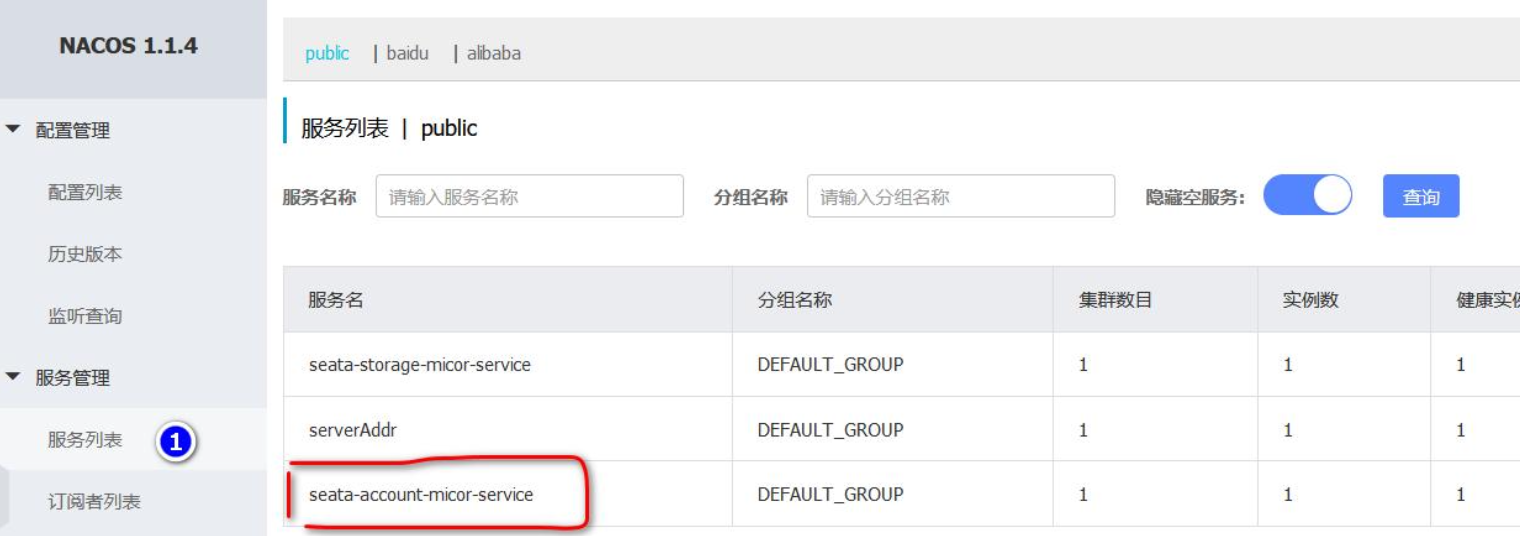 NACOS 1.1.4
public | baidu | alibaba
配置管理
配置列表
历史版本
监听查询
服务管理
服务列表 1
订阅者列表
服务列表 | public
服务名称 请输入服务名称 分组名称 请输入分组名称 隐藏空服务: 查询
服务名 分组名称 集群数目 实例数 健康实
seata-storage-micor-service DEFAULT_GROUP 1 1 1
serverAddr DEFAULT_GROUP 1 1 1
seata-account-micor-service DEFAULT_GROUP 1 1 1